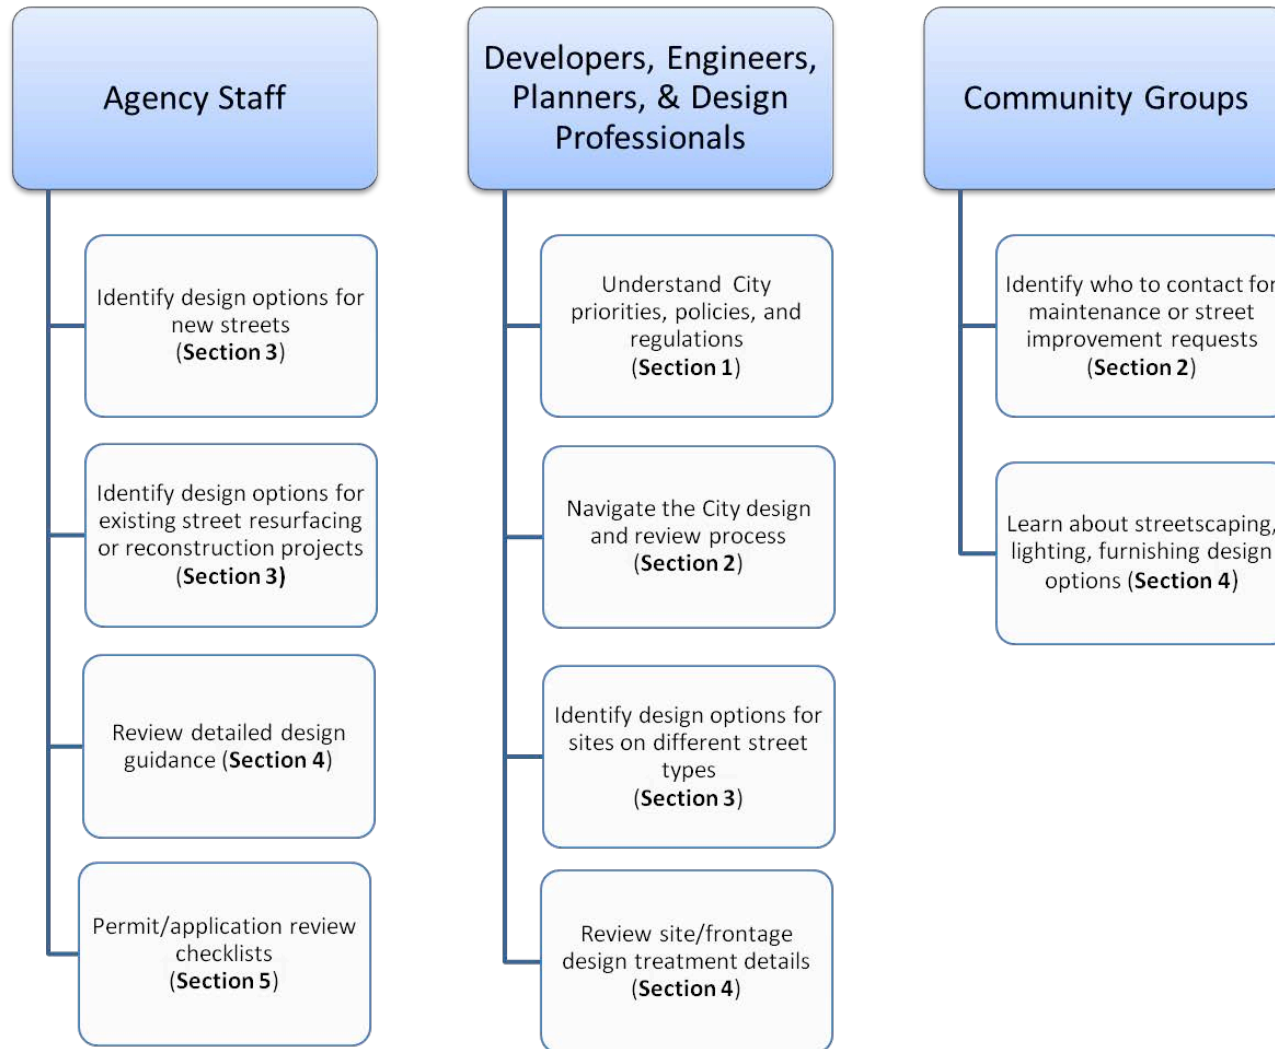 Agency Staff
Identify design options for
new streets
(Section 3)
Identify design options for
existing street resurfacing
or reconstruction projects
(Section 3)
Review detailed design
guidance (Section 4)
Permit/application review
checklists
(Section 5)
Developers, Engineers,
Planners, & Design
Professionals
Understand City
priorities, policies, and
regulations
(Section 1)
Navigate the City design
and review process
(Section 2)
Identify design options for
sites on different street
types
(Section 3)
Review site/frontage
design treatment details
(Section 4)
Community Groups
Identify who to contact for
maintenance or street
improvement requests
(Section 2)
Learn about streetscaping,
lighting, furnishing design
options (Section 4)